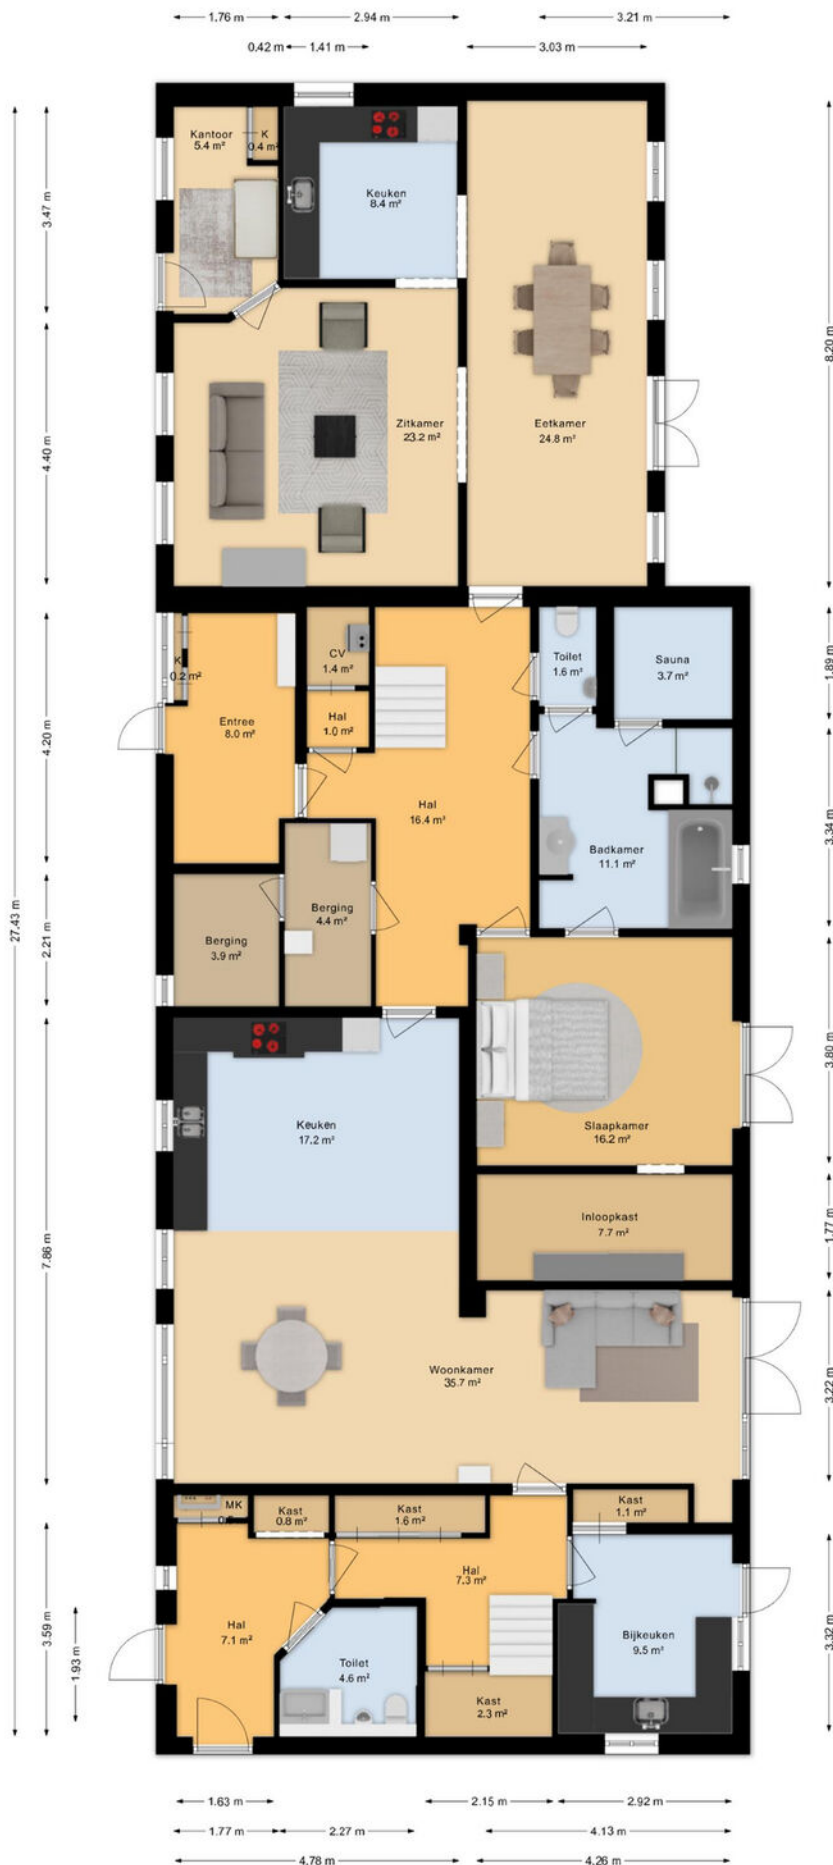 1.76 m
2.94 m
3.21 m
0.42 m
1.41 m
3.03 m
Kantoor
5.4 m²
K
0.4 m²
Keuken
8.4 m²
3.47 m
8.20 m
Zitkamer
23.2 m²
Eetkamer
24.8 m²
4.40 m
K
0.2 m²
CV
1.4 m²
Toilet
1.6 m²
Sauna
3.7 m²
1.89 m
Entree
8.0 m²
Hal
1.0 m²
4.20 m
Hal
16.4 m²
Badkamer
11.1 m²
3.34 m
27.43 m
Berging
4.4 m²
Berging
3.9 m²
2.21 m
Keuken
17.2 m²
Slaapkamer
16.2 m²
3.80 m
Inloopkast
7.7 m²
1.77 m
7.86 m
Woonkamer
35.7 m²
3.22 m
MK
Kast
0.8 m²
Kast
1.6 m²
Kast
1.1 m²
Hal
7.3 m²
Hal
7.1 m²
Toilet
4.6 m²
Bijkeuken
9.5 m²
Kast
2.3 m²
3.59 m
1.93 m
3.32 m
1.63 m
2.15 m
2.92 m
1.77 m
2.27 m
4.13 m
4.78 m
4.26 m